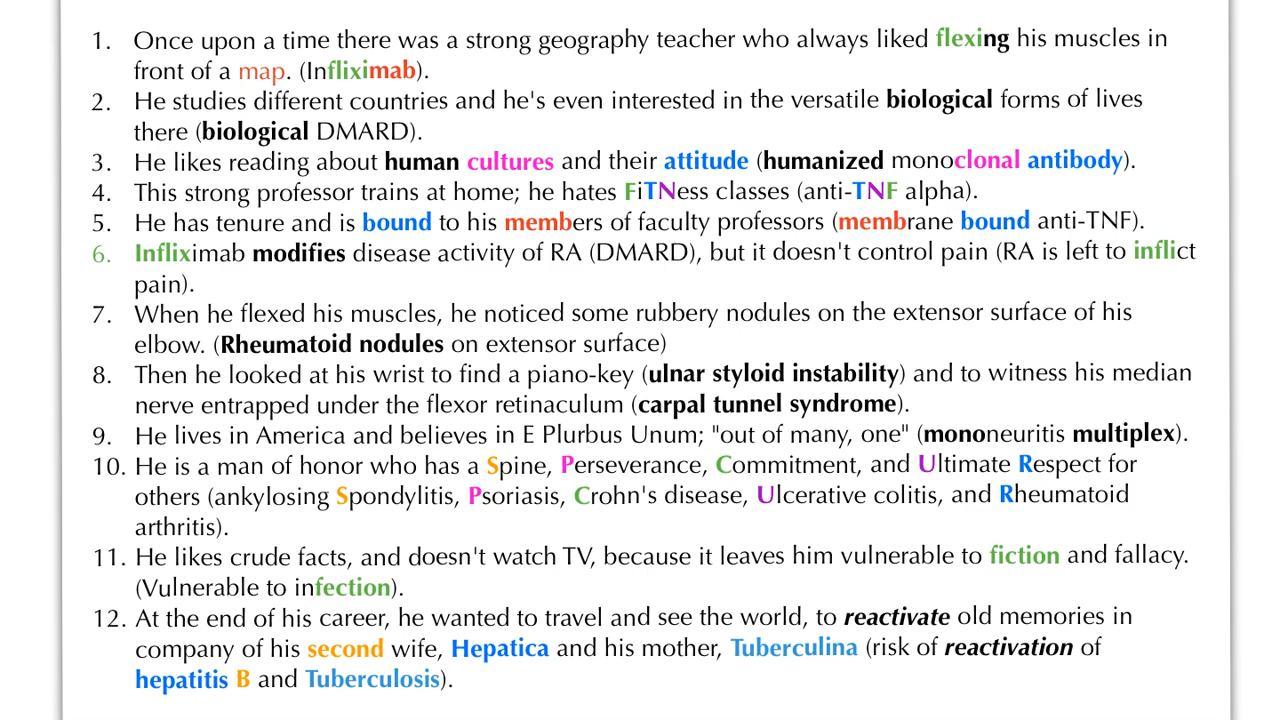 1. Once upon a time there was a strong geography teacher who always liked flexing his muscles in
front of a map. (Infliximab).
2. He studies different countries and he's even interested in the versatile biological forms of lives
there (biological DMARD).
3. He likes reading about human cultures and their attitude (humanized monoclonal antibody).
4. This strong professor trains at home; he hates FiTNess classes (anti-TNF alpha).
5. He has tenure and is bound to his members of faculty professors (membrane bound anti-TNF).
6. Infliximab modifies disease activity of RA (DMARD), but it doesn't control pain (RA is left to inflict
pain).
7. When he flexed his muscles, he noticed some rubbery nodules on the extensor surface of his
elbow. (Rheumatoid nodules on extensor surface)
8. Then he looked at his wrist to find a piano-key (ulnar styloid instability) and to witness his median
nerve entrapped under the flexor retinaculum (carpal tunnel syndrome).
9. He lives in America and believes in E Plurbus Unum; "out of many, one" (mononeuritis multiplex).
10. He is a man of honor who has a Spine, Perseverance, Commitment, and Ultimate Respect for
others (ankylosing Spondylitis, Psoriasis, Crohn's disease, Ulcerative colitis, and Rheumatoid
arthritis).
11. He likes crude facts, and doesn't watch TV, because it leaves him vulnerable to fiction and fallacy.
(Vulnerable to infection).
12. At the end of his career, he wanted to travel and see the world, to reactivate old memories in
company of his second wife, Hepatica and his mother, Tuberculina (risk of reactivation of
hepatitis B and Tuberculosis).